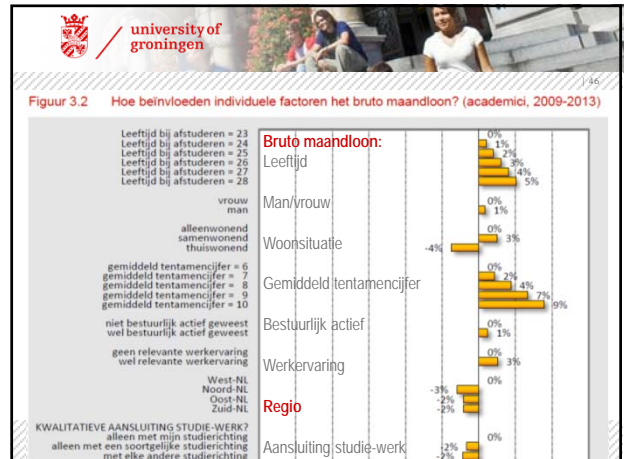 university of
groningen
| 46
Figuur 3.2 Hoe beïnvloeden individuele factoren het bruto maandloon? (academici, 2009-2013)
Bruto maandloon:
Leeftijd
Leeftijd bij afstuderen = 23 0%
Leeftijd bij afstuderen = 24 1%
Leeftijd bij afstuderen = 25 2%
Leeftijd bij afstuderen = 26 3%
Leeftijd bij afstuderen = 27 4%
Leeftijd bij afstuderen = 28 5%
Man/vrouw
vrouw 0%
man 1%
Woonsituatie
alleenwonend 0%
samenwonend 3%
thuiswonend -4%
Gemiddeld tentamencijfer
gemiddeld tentamencijfer = 6 0%
gemiddeld tentamencijfer = 7 2%
gemiddeld tentamencijfer = 8 4%
gemiddeld tentamencijfer = 9 7%
gemiddeld tentamencijfer = 10 9%
Bestuurlijk actief
niet bestuurlijk actief geweest 0%
wel bestuurlijk actief geweest 1%
Werkervaring
geen relevante werkervaring 0%
wel relevante werkervaring 3%
Regio
West-NL 0%
Noord-NL -3%
Oost-NL -2%
Zuid-NL -2%
Aansluiting studie-werk
KWALITATIEVE AANSLUITING STUDIE-WERK?
alleen met mijn studierichting 0%
alleen met een soortgelijke studierichting -2%
met elke andere studierichting -2%